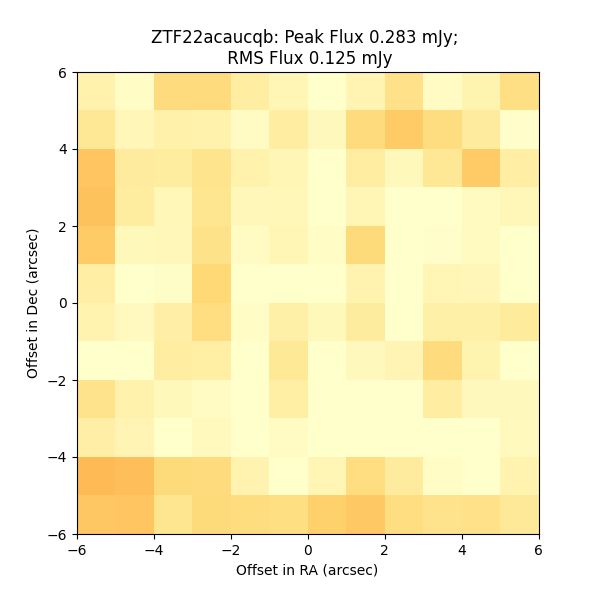 ZTF22acaucqb: Peak Flux 0.283 mJy;
RMS Flux 0.125 mJy
6
4
2
0
−2
−4
−6
Offset in Dec (arcsec)
−6 −4 −2 0 2 4 6
Offset in RA (arcsec)